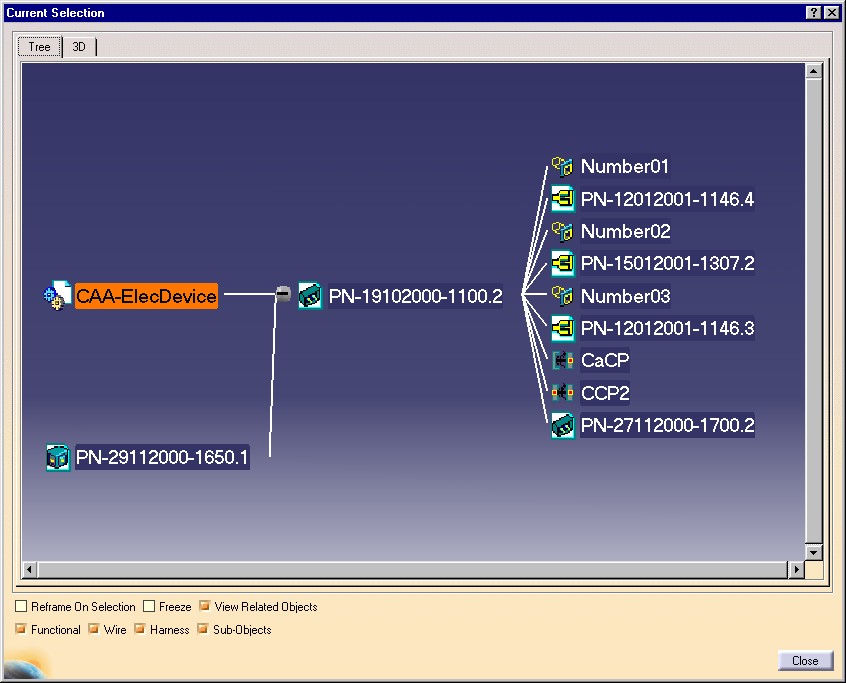 Current Selection
Tree 3D
Number01
PN-12012001-1146.4
Number02
PN-15012001-1307.2
CAA-ElecDevice PN-19102000-1100.2 Number03
PN-12012001-1146.3
CaCP
CCP2
PN-27112000-1700.2
PN-29112000-1650.1
Reframe On Selection Freeze View Related Objects
Functional Wire Harness Sub-Objects
Close